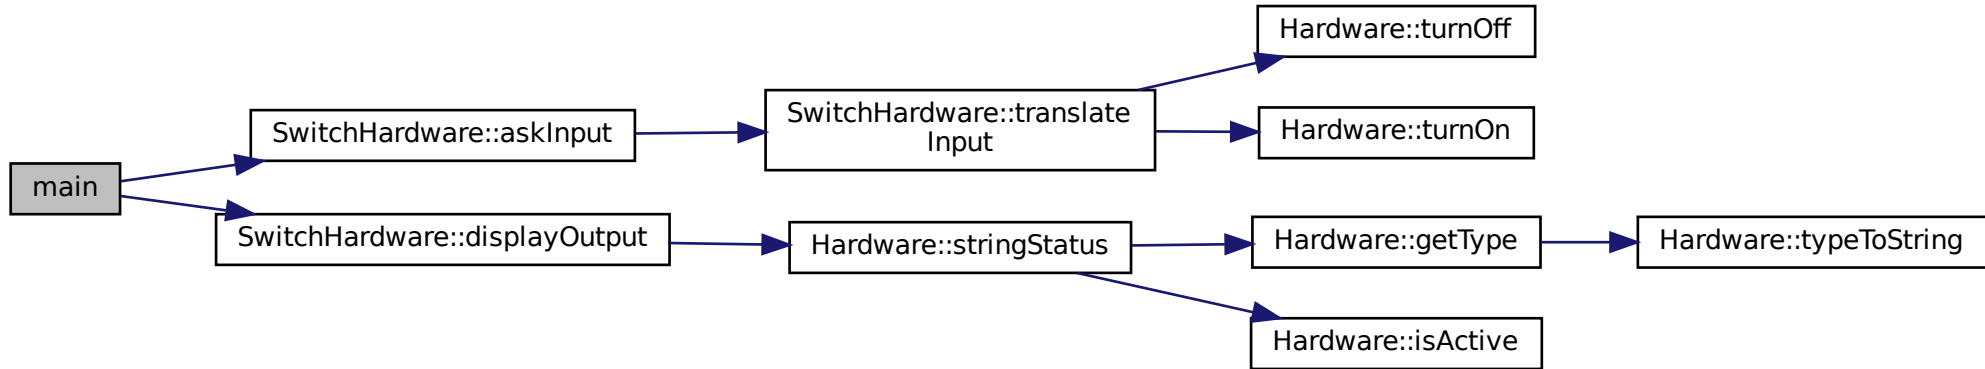 main
SwitchHardware::askInput
SwitchHardware::displayOutput
SwitchHardware::translate
Input
Hardware::stringStatus
Hardware::turnOff
Hardware::turnOn
Hardware::getType
Hardware::isActive
Hardware::typeToString